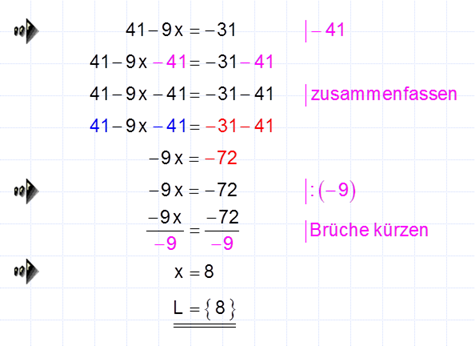 41−9x = −31 |−41
41−9x −41 = −31−41
41−9x −41 = −31−41 |zusammenfassen
41−9x −41 = −31−41
−9x = −72
−9x = −72 |:(−9)
−9x/−9 = −72/−9 |Brüche kürzen
x = 8
L = {8}